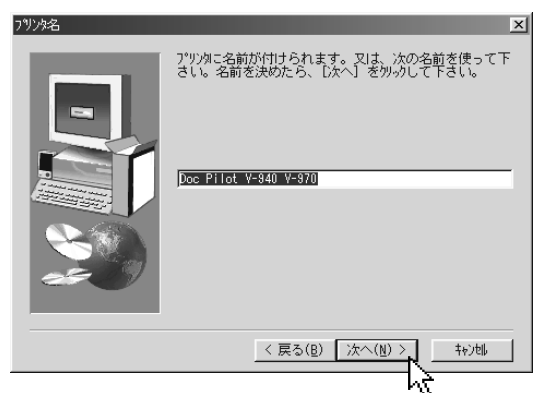 ﾌﾟﾘﾝﾀ名
ﾌﾟﾘﾝﾀに名前が付けられます。又は、次の名前を使って下
さい。名前を決めたら、［次へ］をｸﾘｯｸして下さい。
Doc Pilot V-940 V-970
< 戻る(B)
次へ(N) >
ｷｬﾝｾﾙ